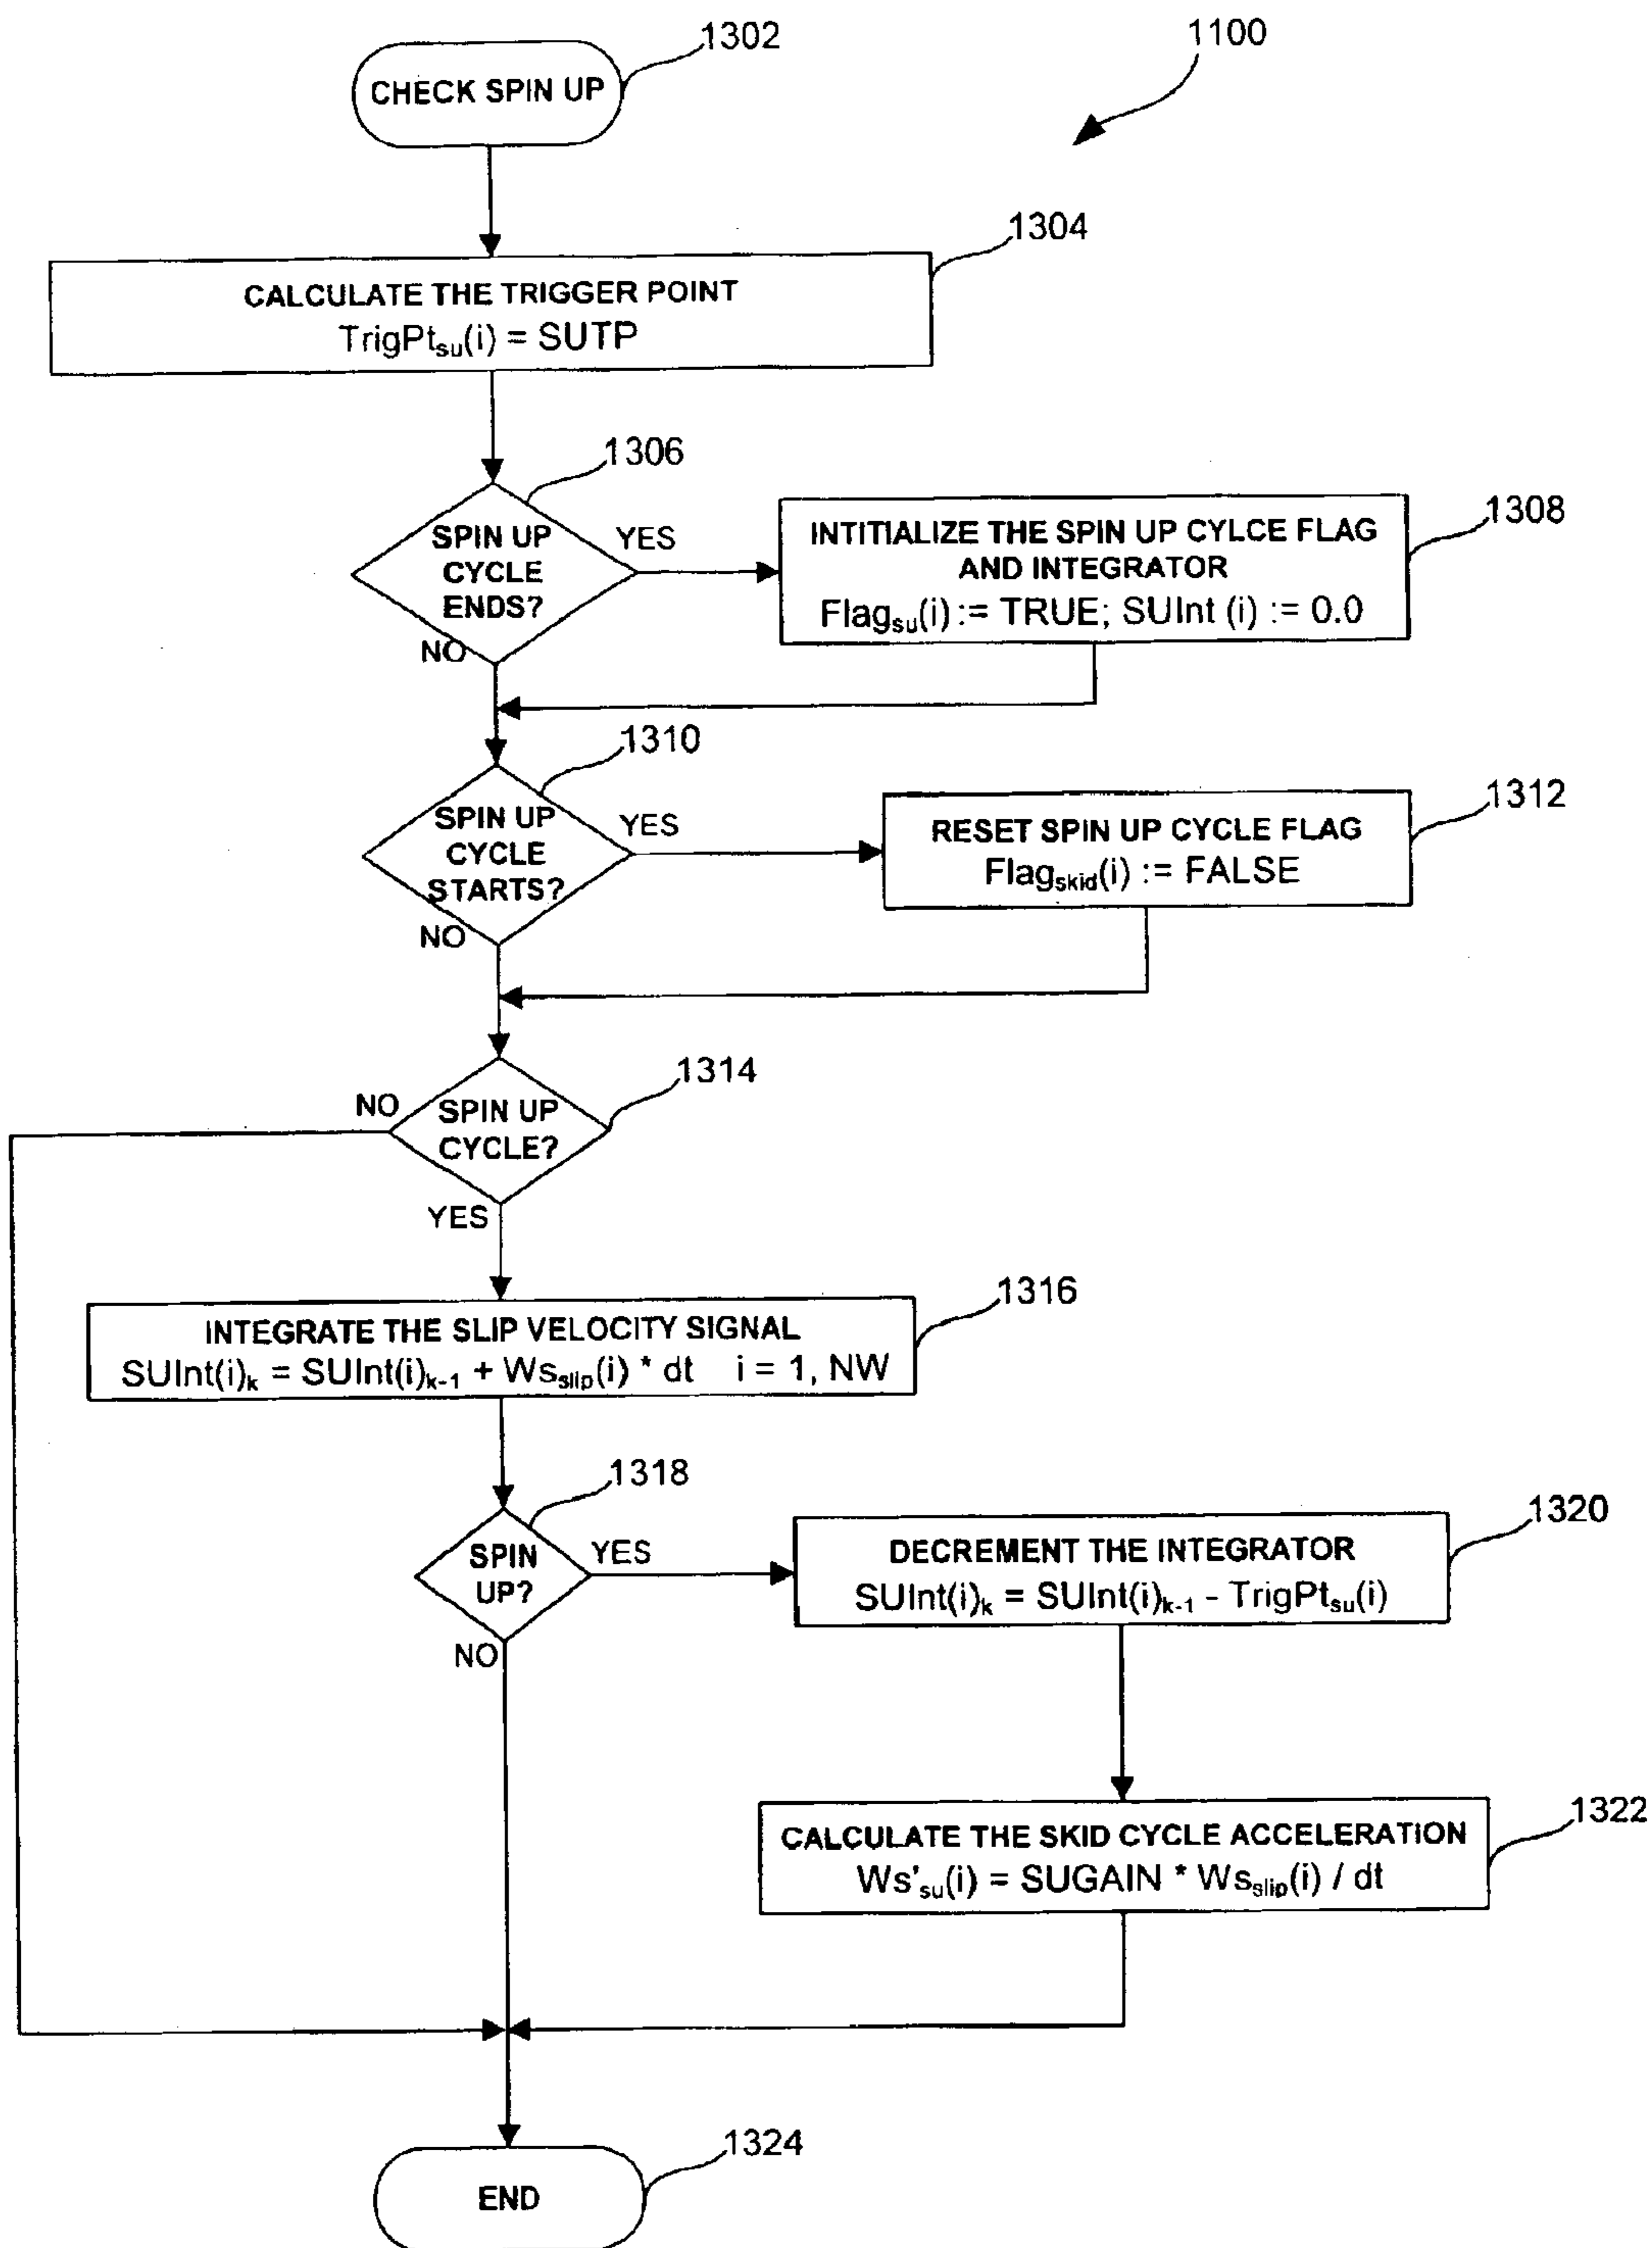 1302
1100
CHECK SPIN UP
1304
CALCULATE THE TRIGGER POINT
TrigPtsu(i) = SUTP
1306
SPIN UP
CYCLE
ENDS?
YES
NO
1308
INTITIALIZE THE SPIN UP CYLCE FLAG
AND INTEGRATOR
Flagsu(i) := TRUE; SUInt (i) := 0.0
1310
SPIN UP
CYCLE
STARTS?
YES
NO
1312
RESET SPIN UP CYCLE FLAG
Flagskid(i) := FALSE
1314
NO
SPIN UP
CYCLE?
YES
1316
INTEGRATE THE SLIP VELOCITY SIGNAL
SUInt(i)k = SUInt(i)k-1 + Wsslip(i) * dt i = 1, NW
1318
SPIN
UP?
YES
NO
1320
DECREMENT THE INTEGRATOR
SUInt(i)k = SUInt(i)k-1 - TrigPtsu(i)
1322
CALCULATE THE SKID CYCLE ACCELERATION
Ws'su(i) = SUGAIN * Wsslip(i) / dt
1324
END